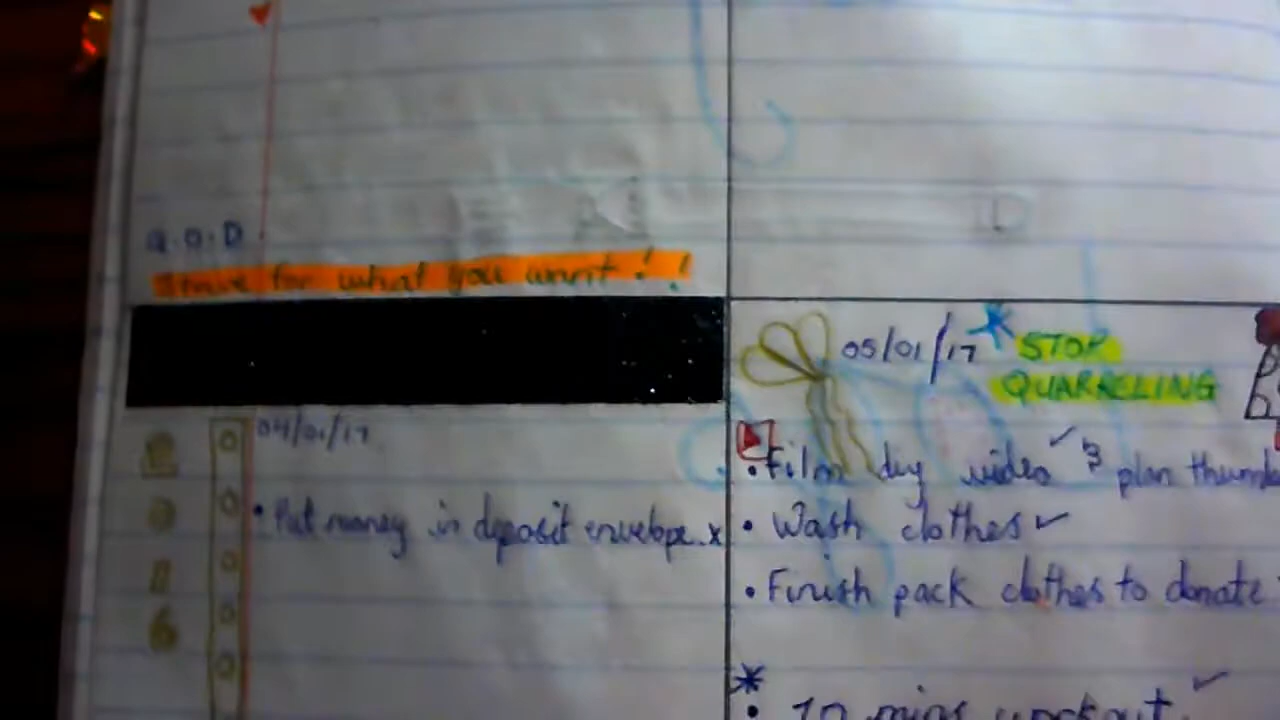 Q.O.D
Strive for what you want!!
04/01/17
• Put money in deposit envelope. x
05/01/17
STOP
QUARRELING
• Film diy video ✓ & plan
• Wash clothes ✓
• Finish pack clothes to donate
* 
• 10 mins workout ✓